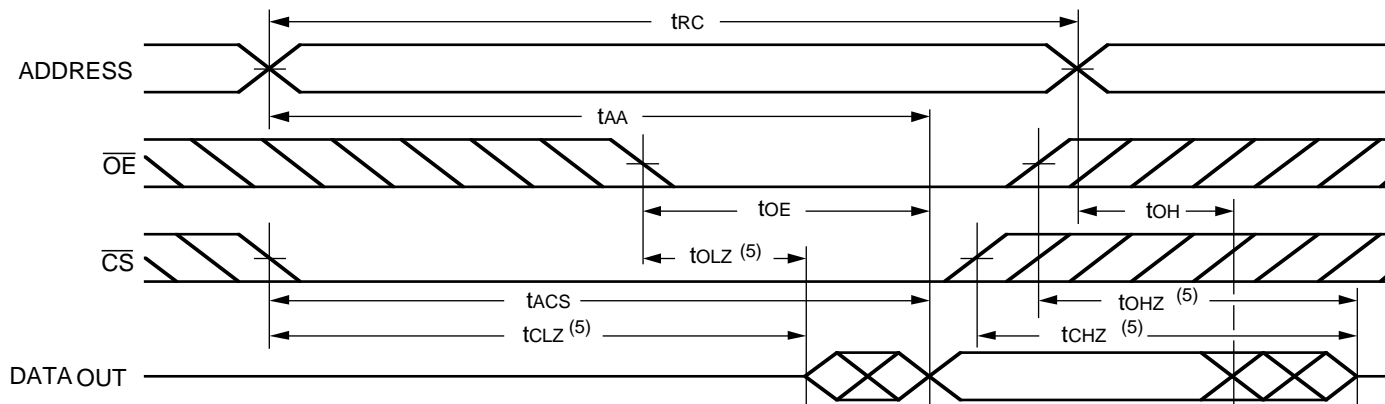 tRC
ADDRESS
tAA
OE
tOE
tOH
CS
tOLZ (5)
tACS
tOHZ (5)
tCLZ (5)
tCHZ (5)
DATA OUT